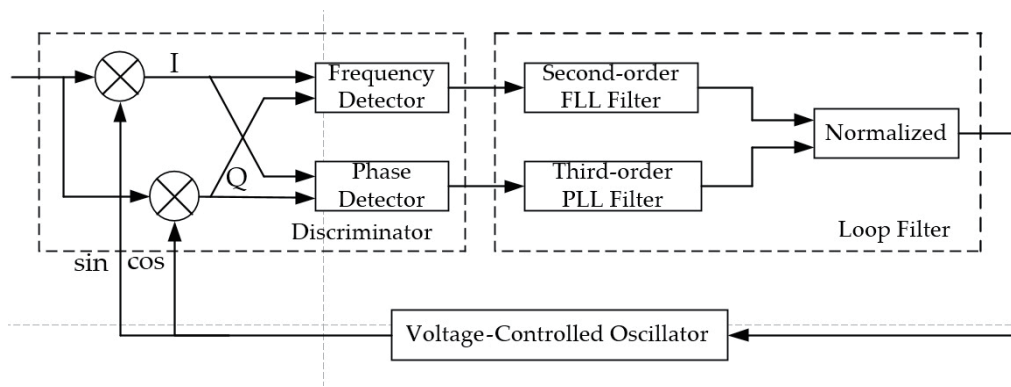 I
Frequency
Detector
Second-order
FLL Filter
Normalized
Q
Phase
Detector
Third-order
PLL Filter
Discriminator
Loop Filter
sin
cos
Voltage-Controlled Oscillator